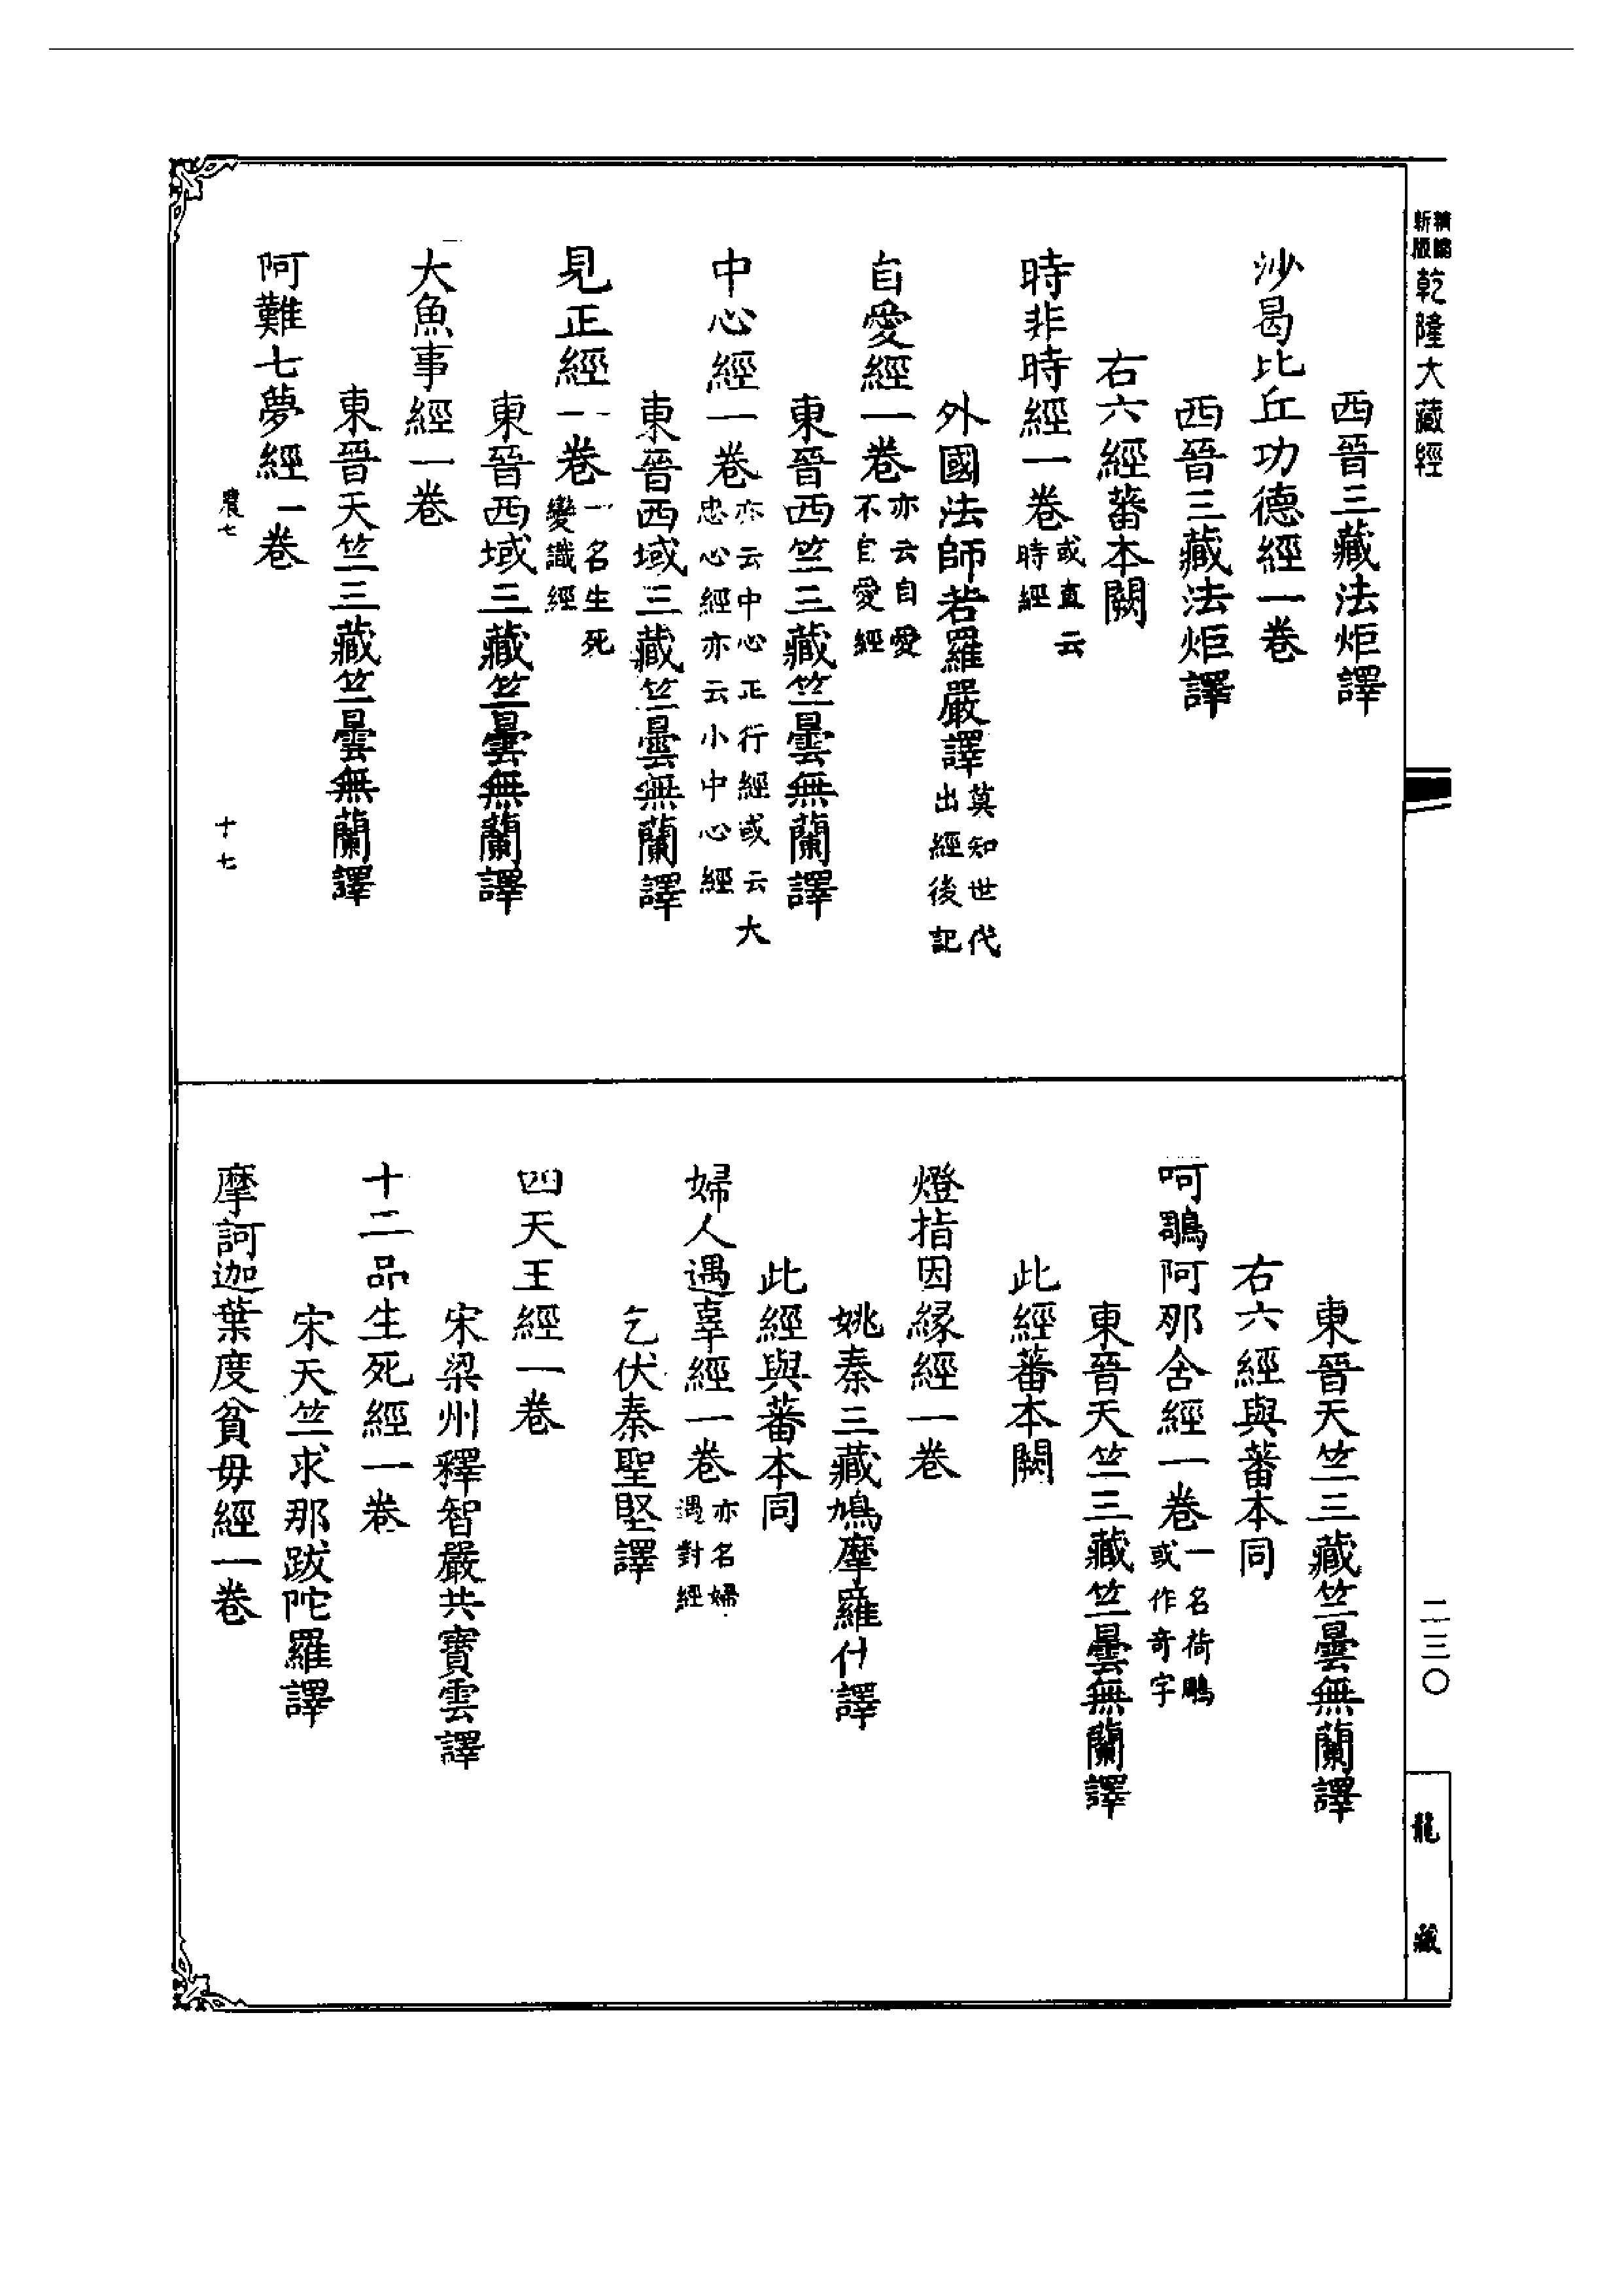 新版
精編
乾隆大藏經
二三〇
龍藏
西晉三藏法炬譯
沙曷比丘功德經一卷
西晉三藏法炬譯
右六經蕃本闕
時非時經一卷或直云時經
外國法師若羅嚴譯莫知世代出經後記
自愛經一卷亦云自愛不自愛經
東晉西竺三藏竺曇無蘭譯
中心經一卷亦云中心正行經或云大忠心經亦云小中心經
東晉西域三藏竺曇無蘭譯
見正經一卷一名生死變識經
東晉西域三藏竺曇無蘭譯
大魚事經一卷
東晉天竺三藏竺曇無蘭譯
阿難七夢經一卷
農七
十七
東晉天竺三藏竺曇無蘭譯
右六經與蕃本同
呵鵰阿那含經一卷一名荷鵰或作奇字
東晉天竺三藏竺曇無蘭譯
此經蕃本闕
燈指因緣經一卷
姚秦三藏鳩摩羅什譯
此經與蕃本同
婦人遇辜經一卷亦名婦遇對經
乞伏秦聖堅譯
四天王經一卷
宋梁州釋智嚴共寶雲譯
十二品生死經一卷
宋天竺求那跋陀羅譯
摩訶迦葉度貧毋經一卷